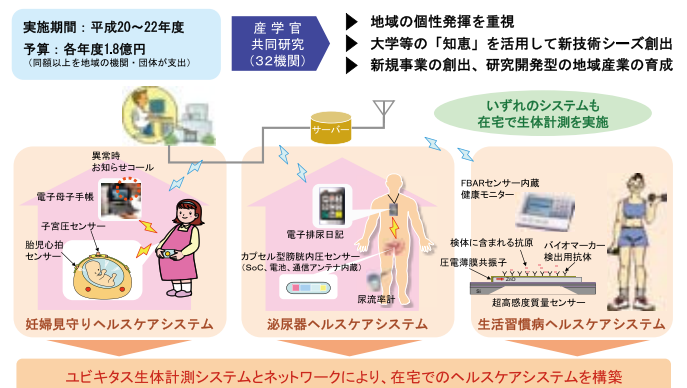 実施期間：平成20～22年度
予算：各年度1.8億円
（同額以上を地域の機関・団体が支出）
産学官
共同研究
（32機関）
▶ 地域の個性発揮を重視
▶ 大学等の「知恵」を活用して新技術シーズ創出
▶ 新規事業の創出、研究開発型の地域産業の育成
サーバー
いずれのシステムも
在宅で生体計測を実施
異常時
お知らせコール
電子母子手帳
子宮圧センサー
胎児心拍
センサー
妊婦見守りヘルスケアシステム
電子排尿日記
カプセル型膀胱内圧センサー
（SoC、電池、通信アンテナ内蔵）
尿流率計
泌尿器ヘルスケアシステム
FBARセンサー内蔵
健康モニター
検体に含まれる抗原
バイオマーカー
検出用抗体
圧電薄膜共振子
ZnO
Si
超高感度質量センサー
生活習慣病ヘルスケアシステム
ユビキタス生体計測システムとネットワークにより、在宅でのヘルスケアシステムを構築